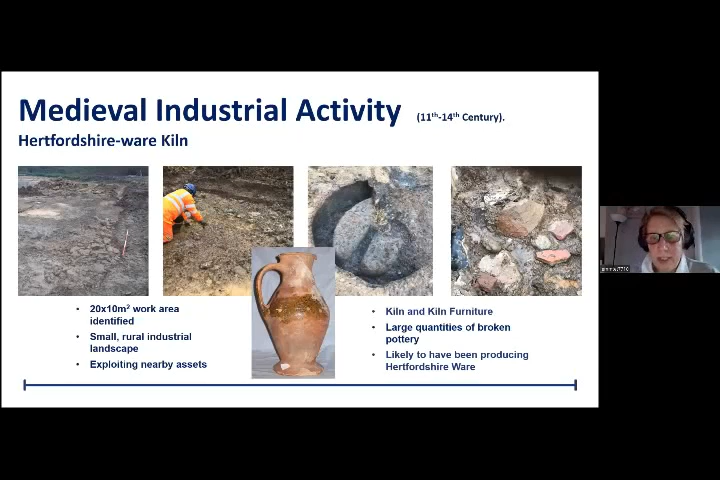 Medieval Industrial Activity (11th-14th Century).
Hertfordshire-ware Kiln
• 20x10m² work area
identified
• Small, rural industrial
landscape
• Exploiting nearby assets
• Kiln and Kiln Furniture
• Large quantities of broken
pottery
• Likely to have been producing
Hertfordshire Ware